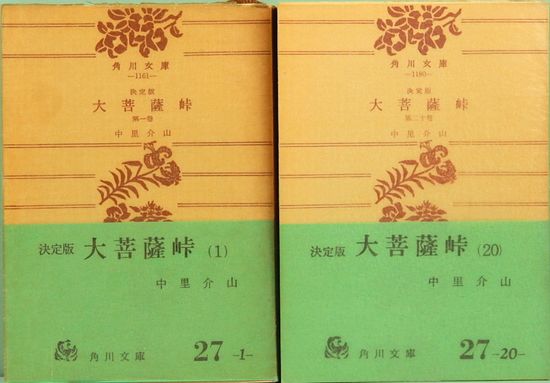 角川文庫
—1161—
決定版
大菩薩峠
第一巻
中里介山
決定版 大菩薩峠 (1)
中里介山
角川文庫 27 -1-
角川文庫
—1180—
決定版
大菩薩峠
第二十巻
中里介山
決定版 大菩薩峠 (20)
中里介山
角川文庫 27 -20-